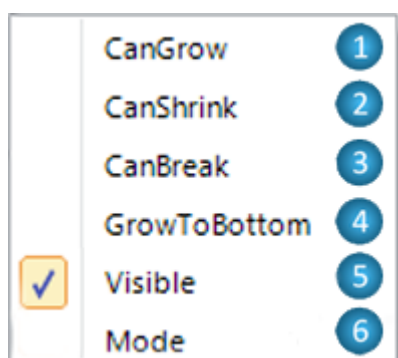 CanGrow 1
CanShrink 2
CanBreak 3
GrowToBottom 4
Visible 5
Mode 6